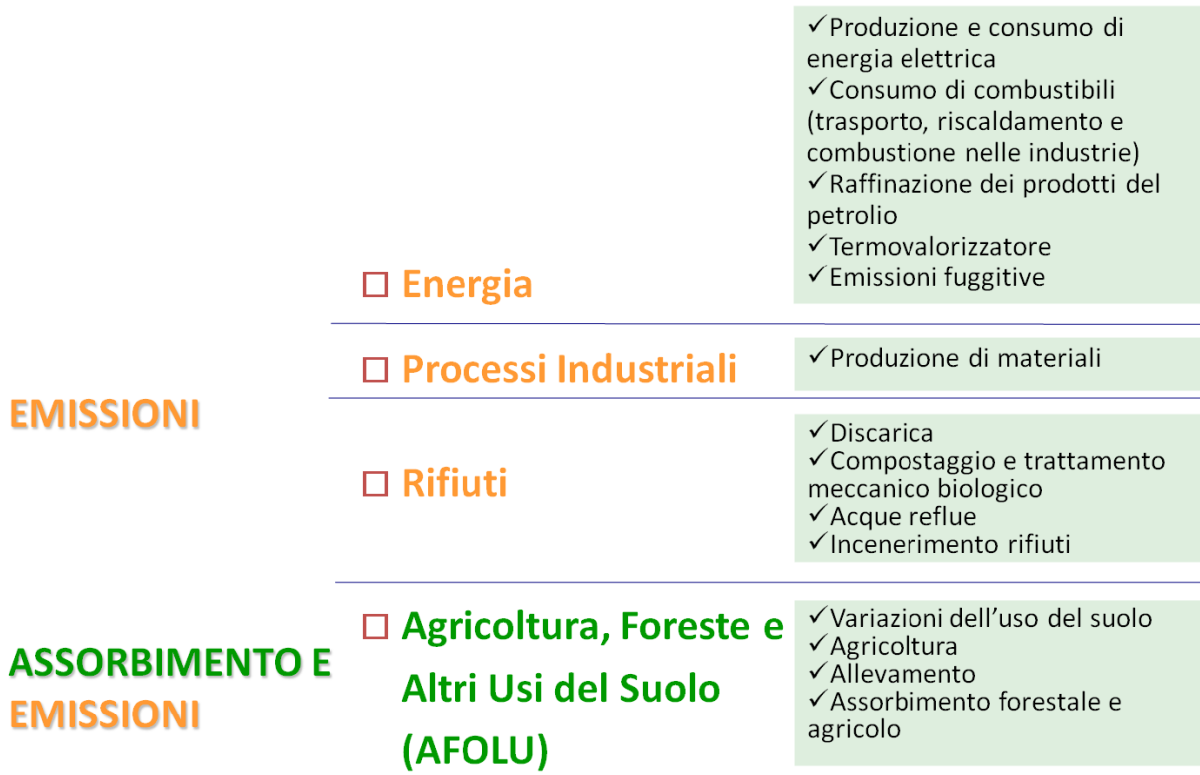 ✓Produzione e consumo di
energia elettrica
✓Consumo di combustibili
(trasporto, riscaldamento e
combustione nelle industrie)
✓Raffinazione dei prodotti del
petrolio
✓Termovalorizzatore
✓Emissioni fuggitive
Energia
Processi Industriali
✓Produzione di materiali
EMISSIONI
Rifiuti
✓Discarica
✓Compostaggio e trattamento
meccanico biologico
✓Acque reflue
✓Incenerimento rifiuti
ASSORBIMENTO E
EMISSIONI
Agricoltura, Foreste e
Altri Usi del Suolo
(AFOLU)
✓Variazioni dell’uso del suolo
✓Agricoltura
✓Allevamento
✓Assorbimento forestale e
agricolo